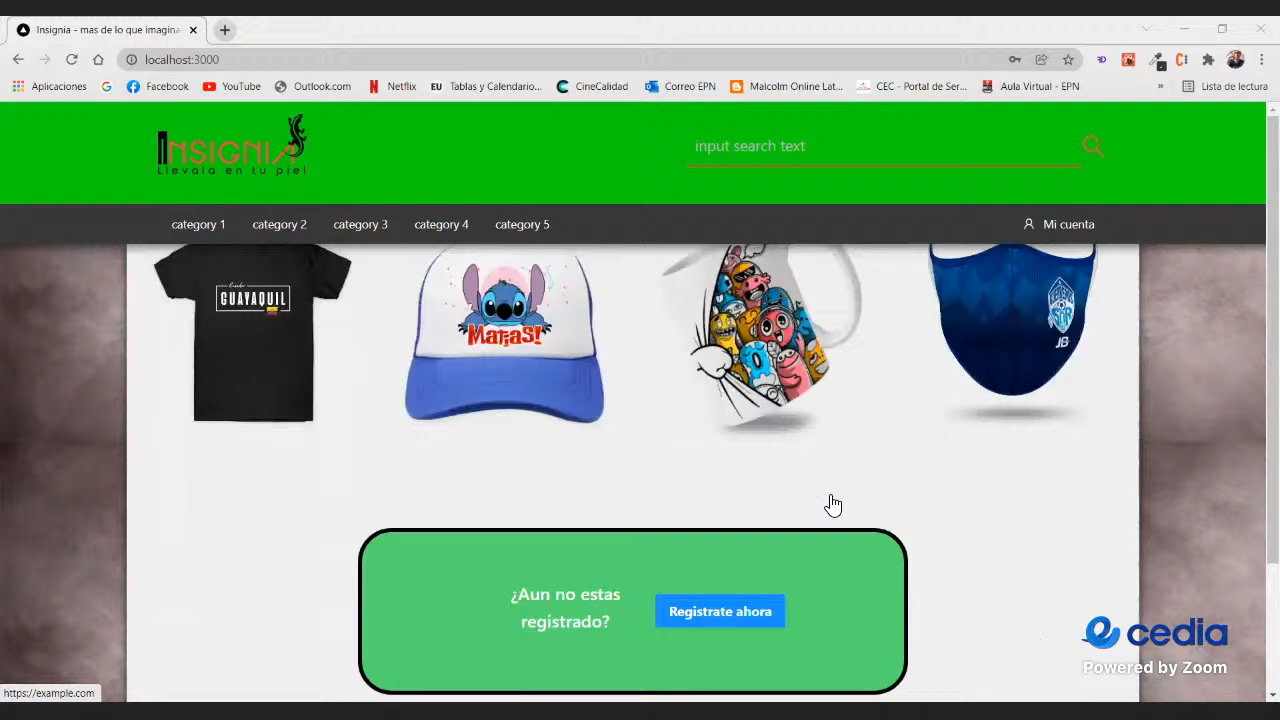 Insignia - mas de lo que imagina
localhost:3000
Aplicaciones
Facebook
YouTube
Outlook.com
Netflix
EU Tablas y Calendario...
CineCalidad
Correo EPN
Malcolm Online Lat...
CEC - Portal de Ser...
Aula Virtual - EPN
»
Lista de lectura
INSIGNIA
Llevala en tu piel
input search text
category 1
category 2
category 3
category 4
category 5
Mi cuenta
GUAYAQUIL
MatiaS!
JB
¿Aun no estas
registrado?
Registrate ahora
cedia
Powered by Zoom
https://example.com